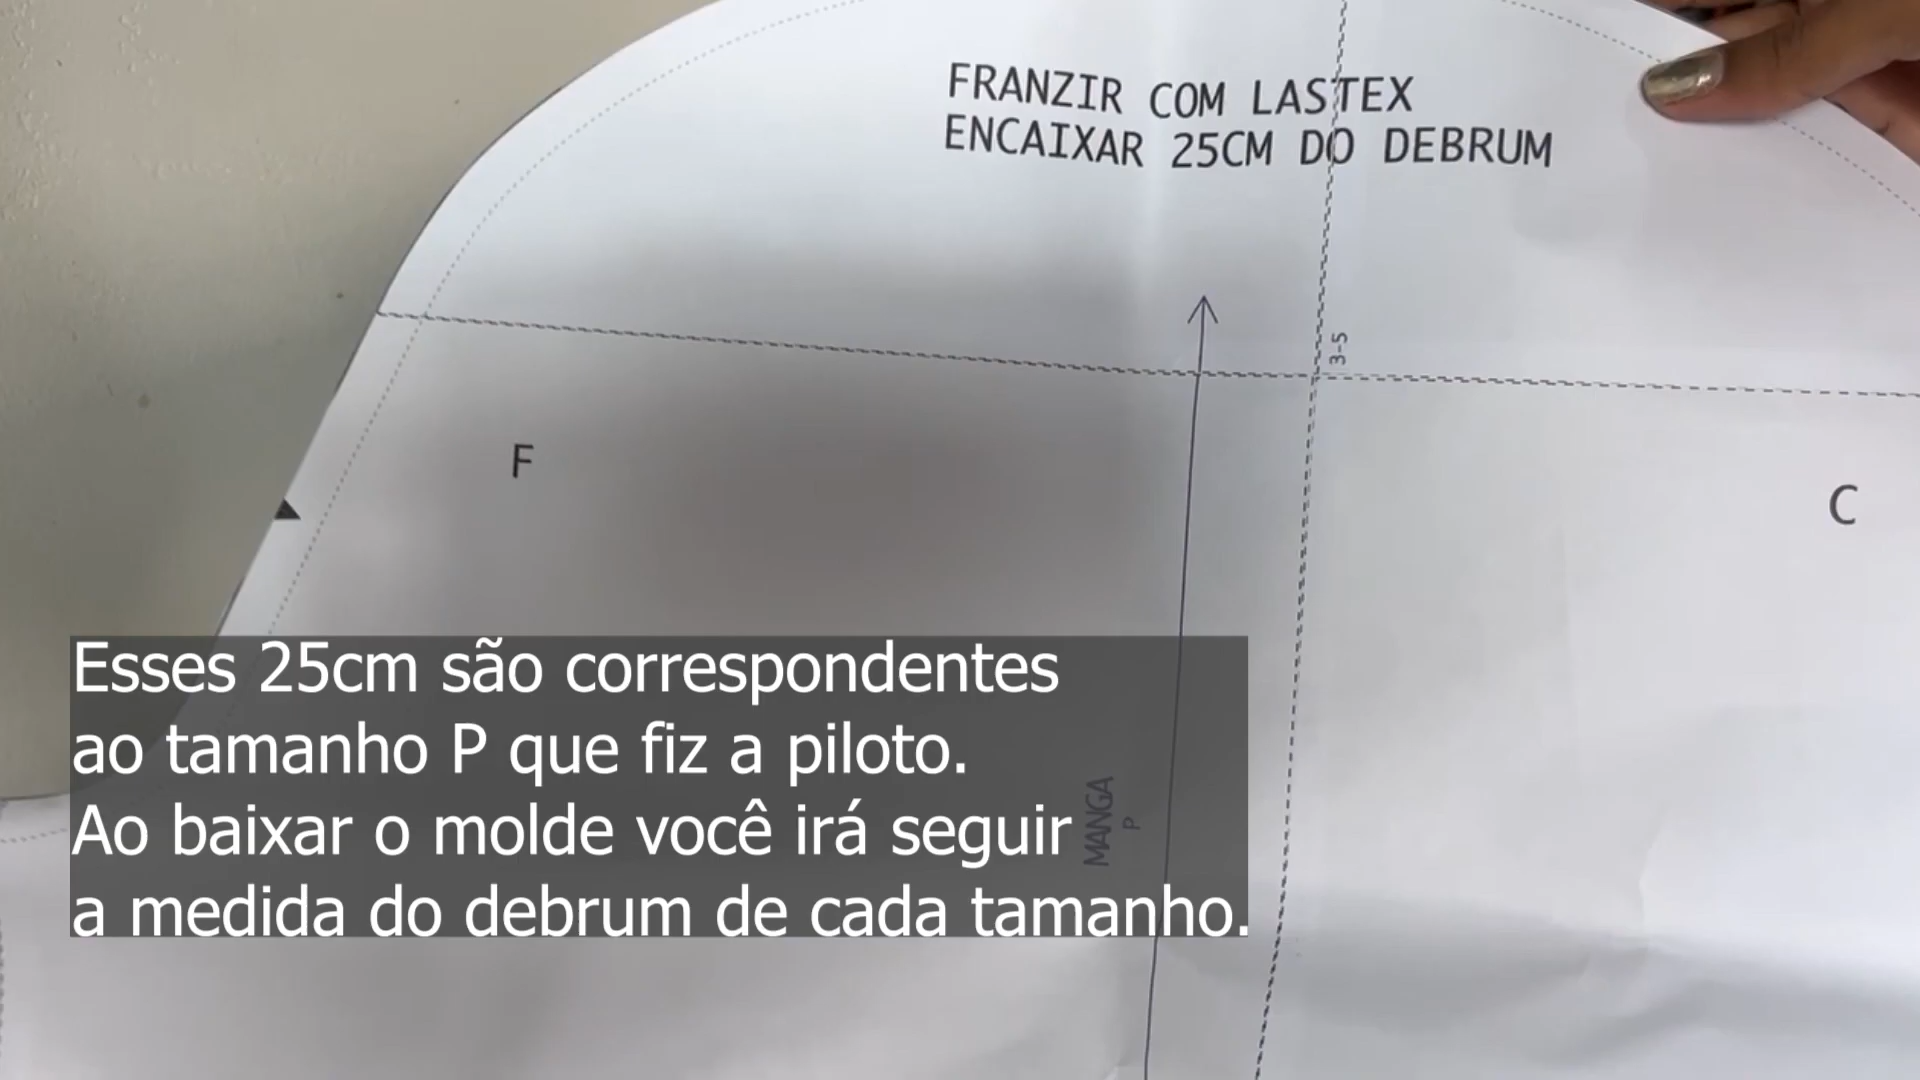 FRANZIR COM LASTEX
ENCAIXAR 25CM DO DEBRUM
3-5
F
C
MANGA
P
Esses 25cm são correspondentes
ao tamanho P que fiz a piloto.
Ao baixar o molde você irá seguir
a medida do debrum de cada tamanho.